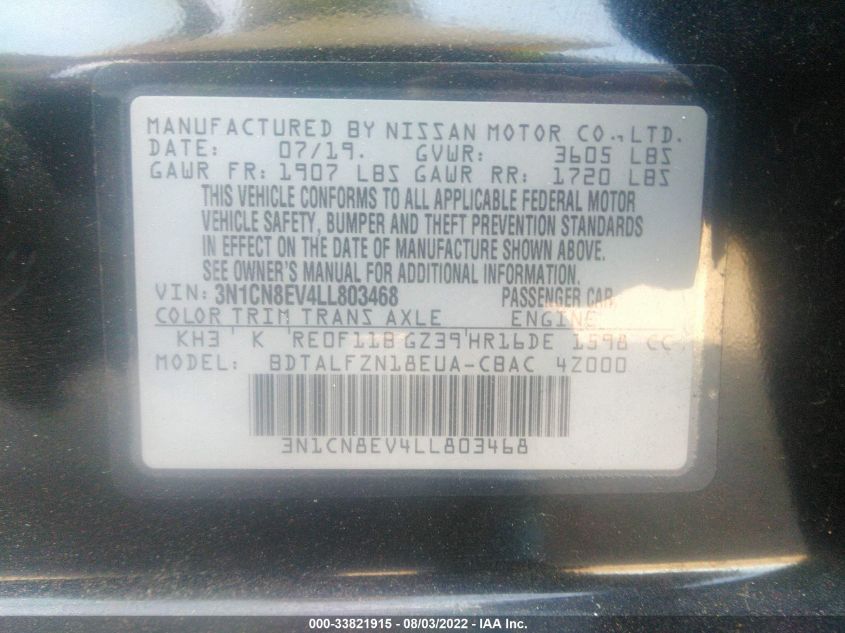 MANUFACTURED BY NISSAN MOTOR CO., LTD.
DATE: 07/19. GVWR: 3605 LBS
GAWR FR: 1907 LBS GAWR RR: 1720 LBS
THIS VEHICLE CONFORMS TO ALL APPLICABLE FEDERAL MOTOR
VEHICLE SAFETY, BUMPER AND THEFT PREVENTION STANDARDS
IN EFFECT ON THE DATE OF MANUFACTURE SHOWN ABOVE.
SEE OWNER'S MANUAL FOR ADDITIONAL INFORMATION.
VIN: 3N1CN8EV4LL803468 PASSENGER CAR
COLOR TRIM TRANS AXLE ENGINE
KH3 ' K 'RE0F11B GZ39'HR16DE 1598 CC
MODEL: BDTALFZN18EUA-CBAC 4Z000
3N1CN8EV4LL803468
000-33821915 - 08/03/2022 - IAA Inc.